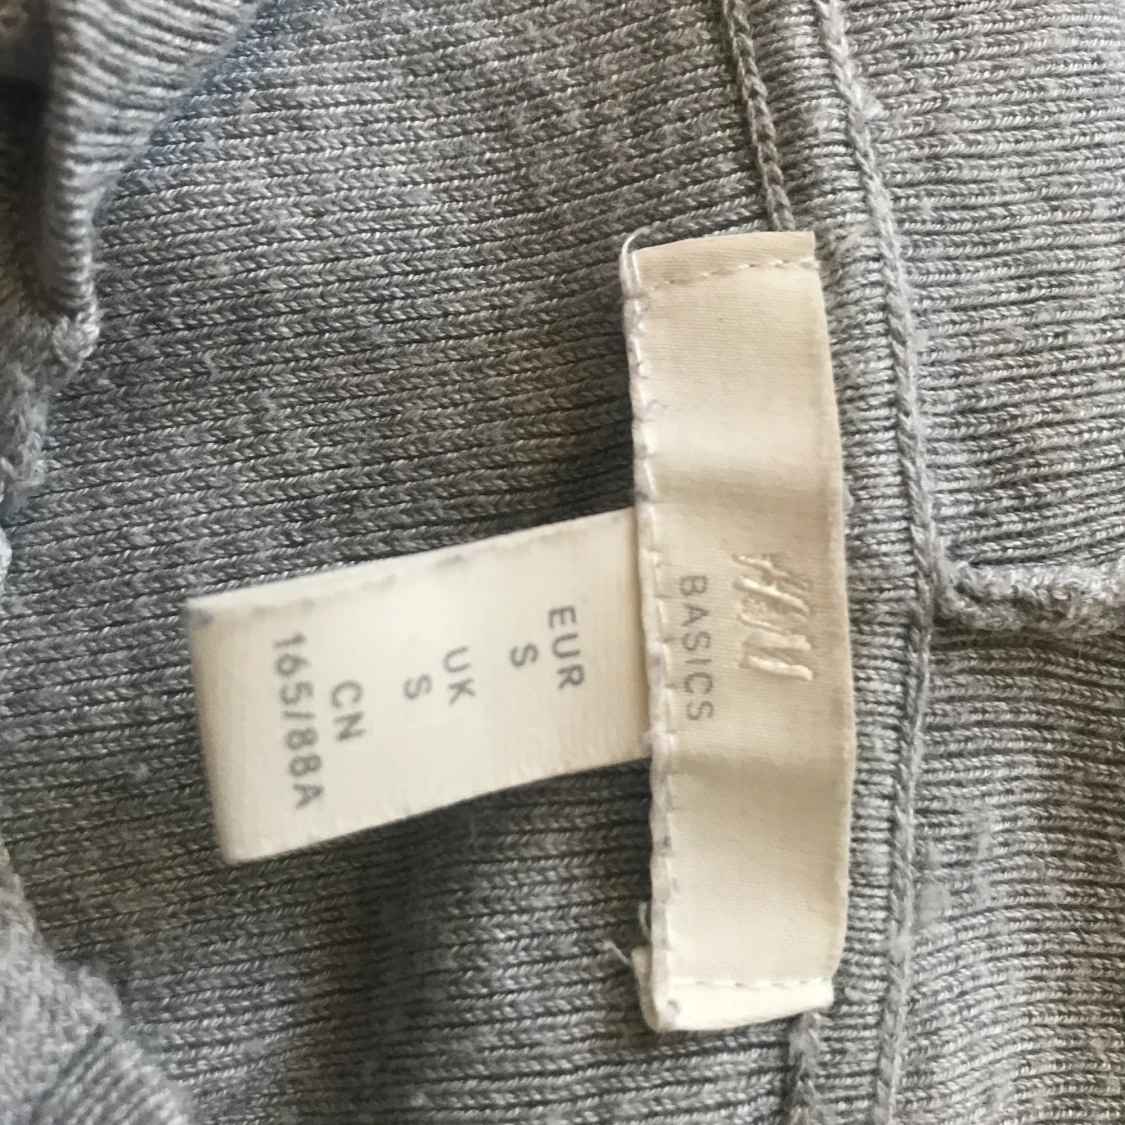 H&M
BASICS
EUR
S
UK
S
CN
165/88A